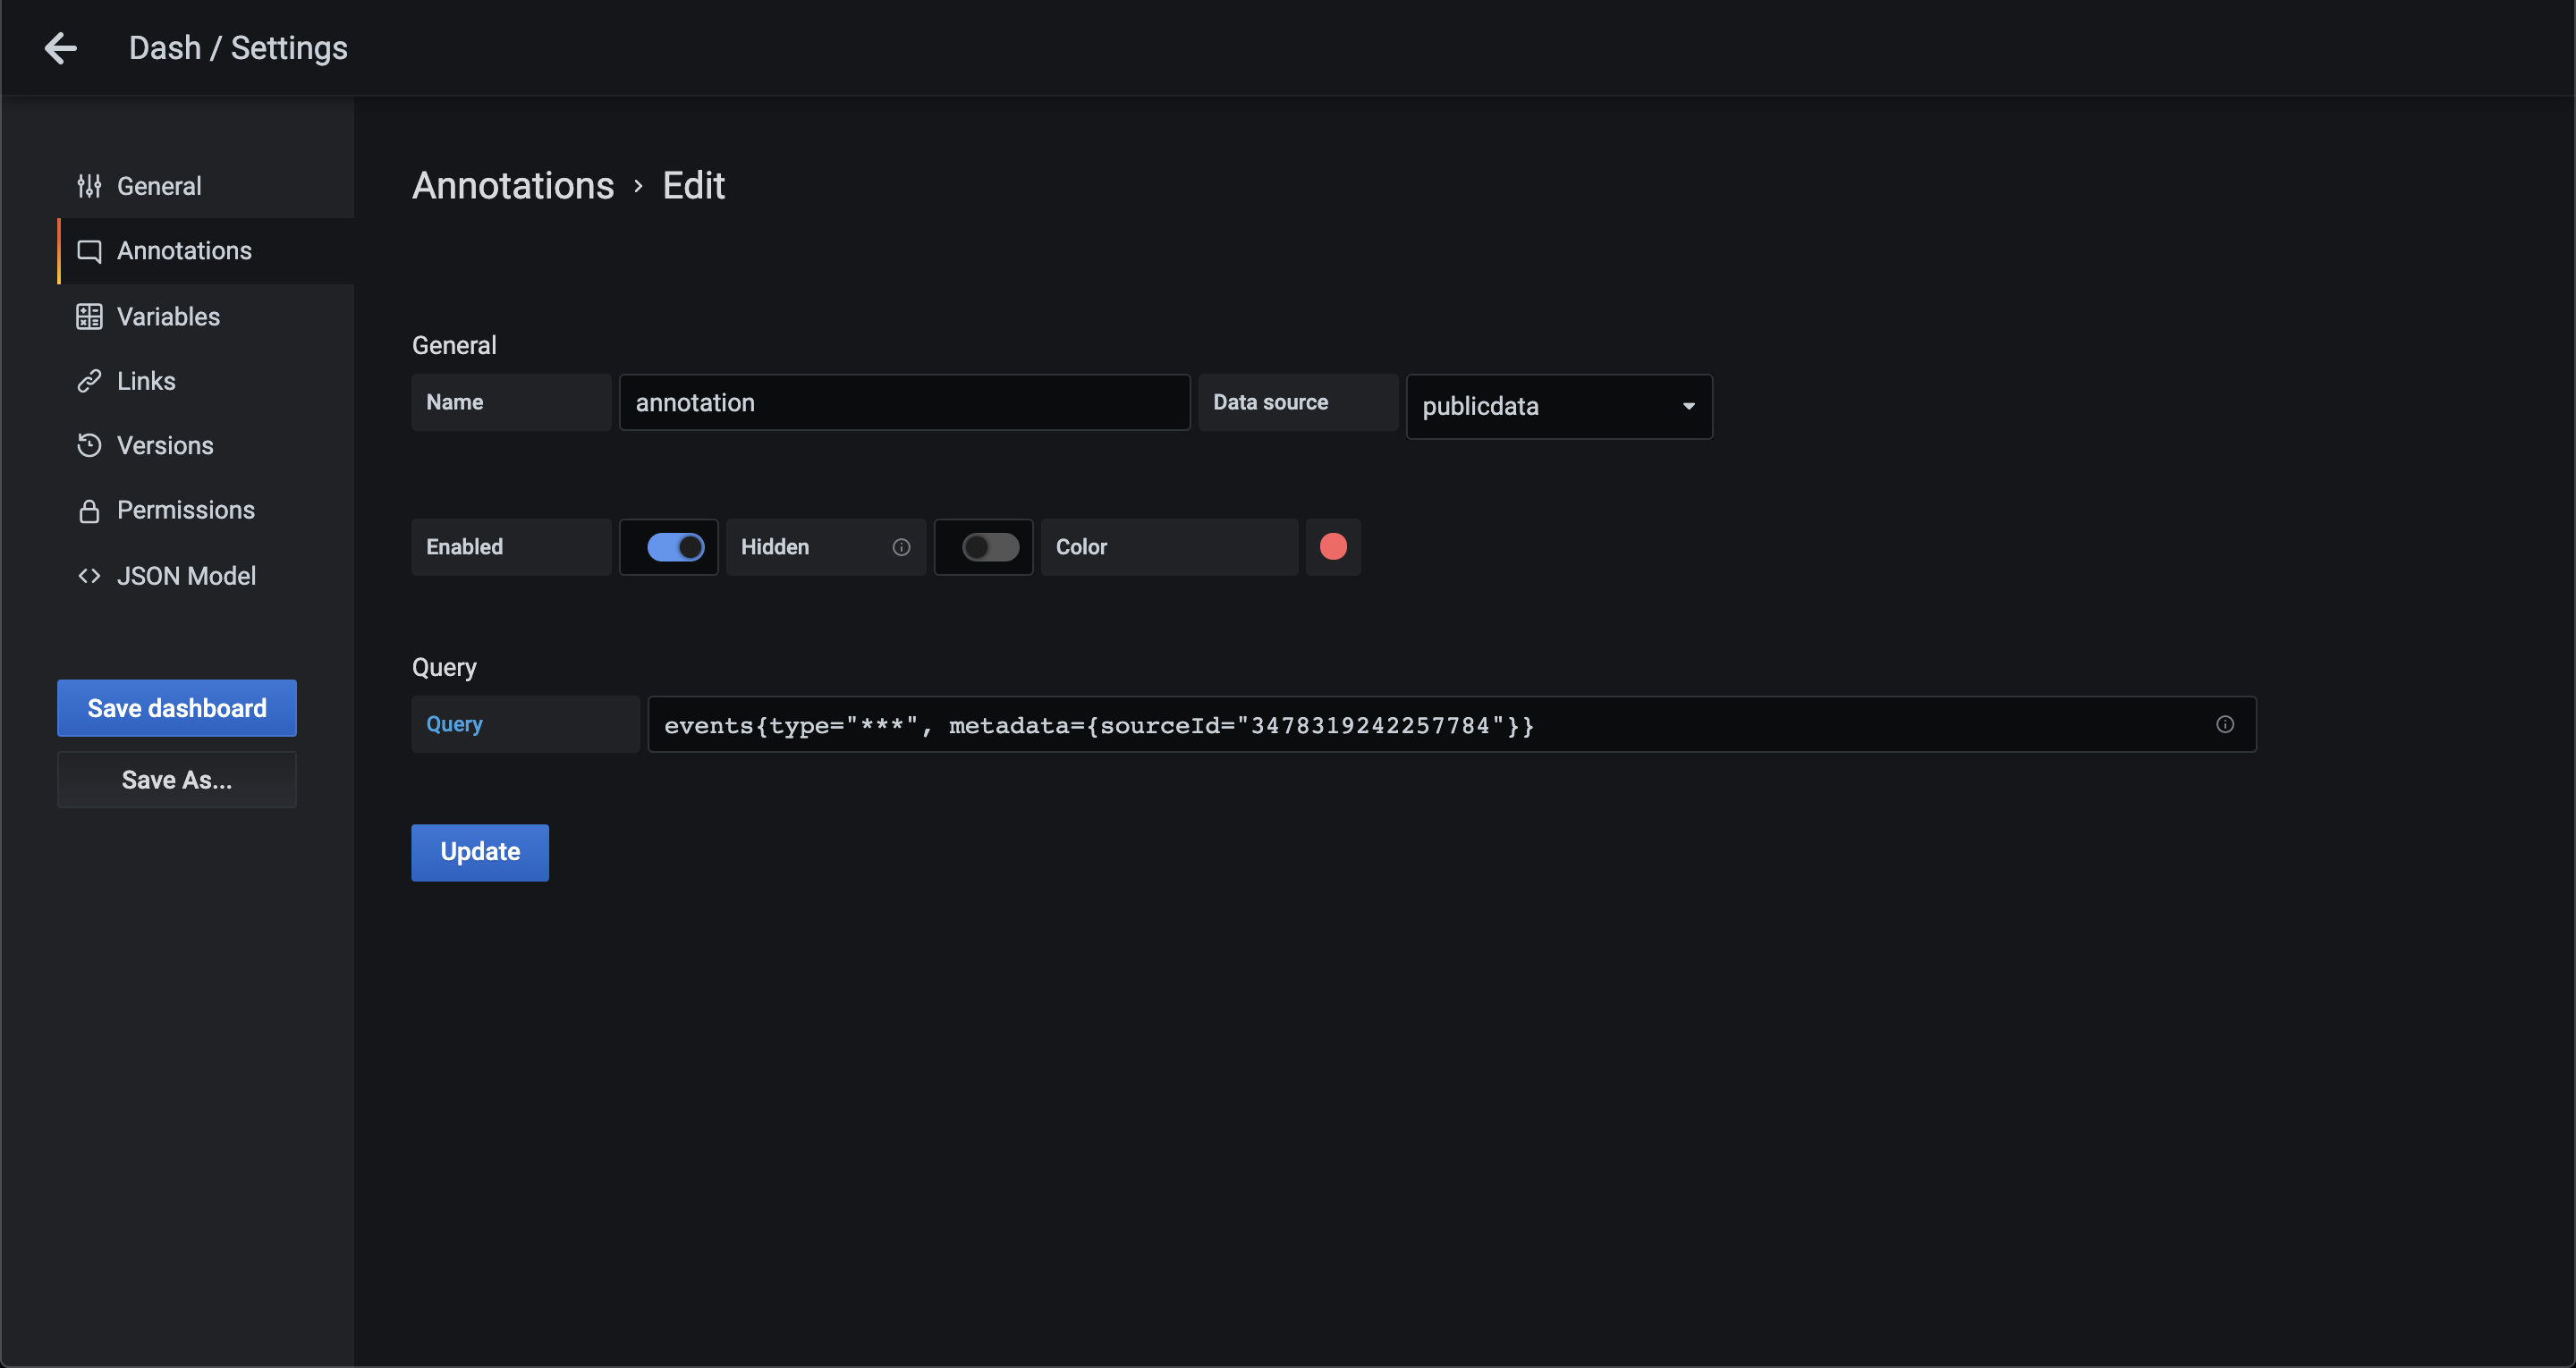 Dash / Settings
General
Annotations
Variables
Links
Versions
Permissions
JSON Model
Save dashboard
Save As...
Annotations › Edit
General
Name annotation Data source publicdata
Enabled Hidden Color
Query
Query events{type="***", metadata={sourceId="3478319242257784"}}
Update